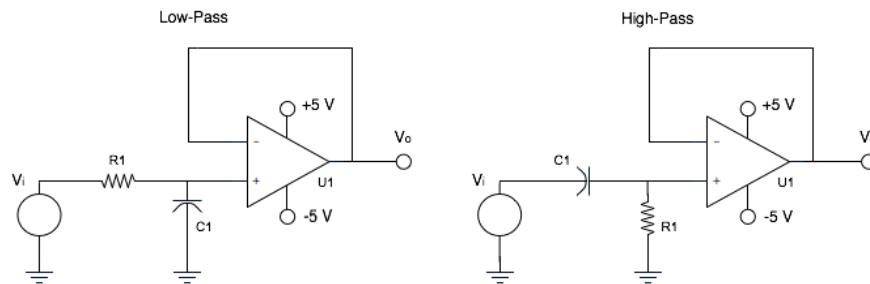 Low-Pass
+5 V
-
Vo
R1
Vi
+
U1
C1
-5 V
High-Pass
+5 V
-
V
C1
Vi
+
U1
R1
-5 V